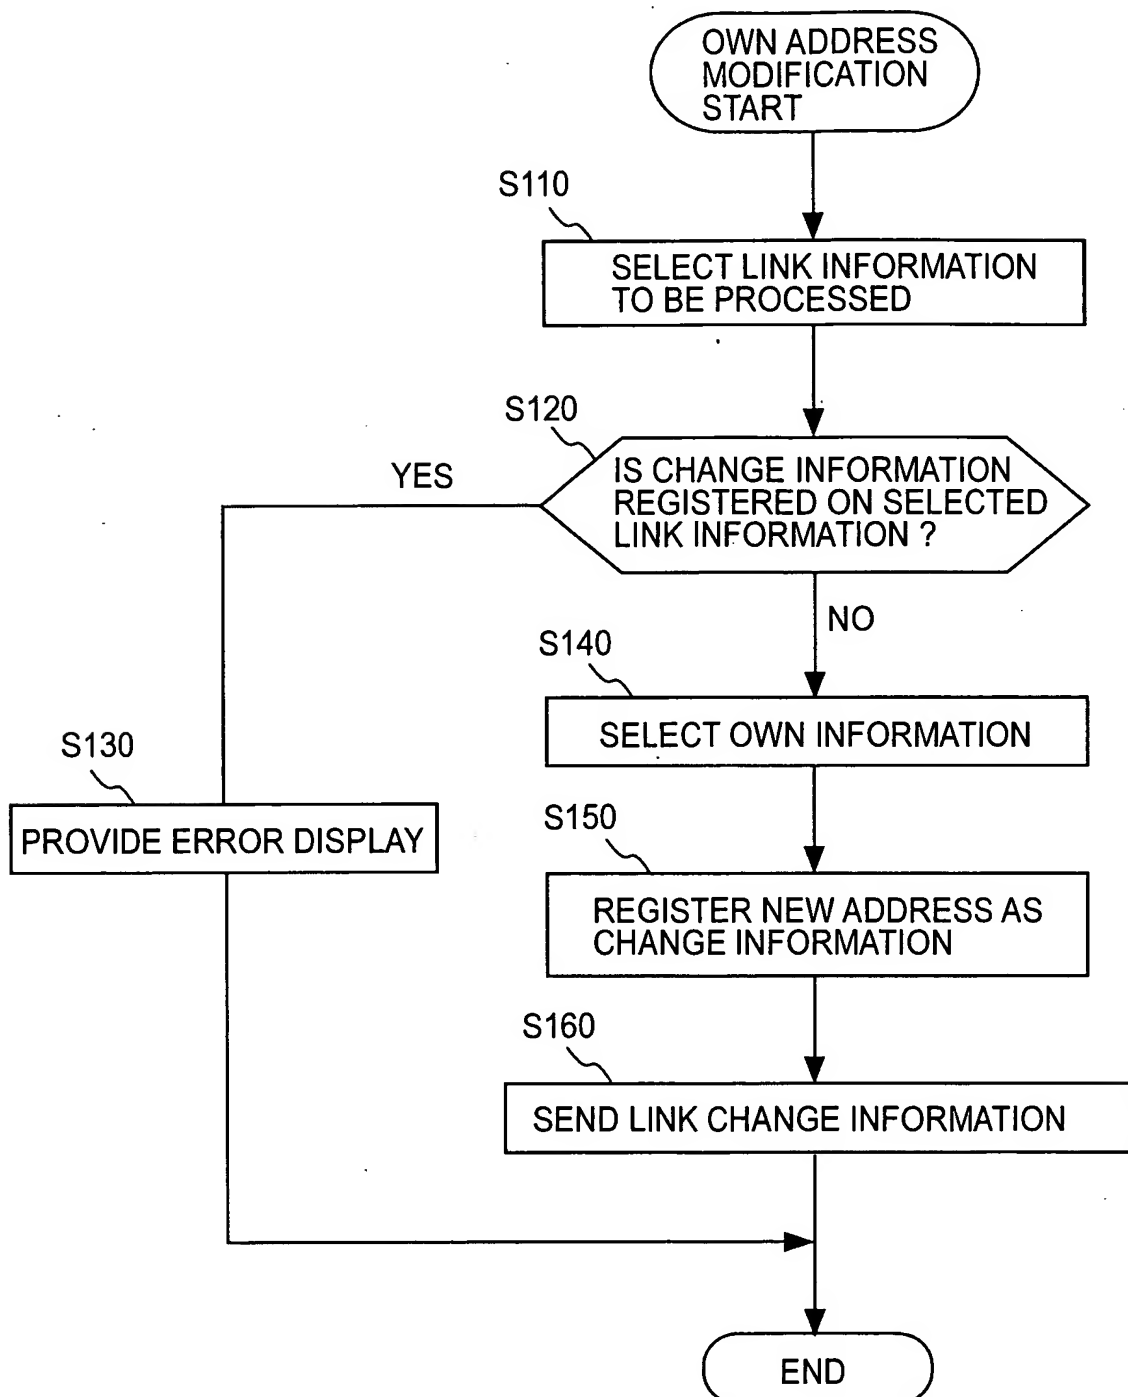 OWN ADDRESS
MODIFICATION
START
S110
SELECT LINK INFORMATION
TO BE PROCESSED
S120
YES
IS CHANGE INFORMATION
REGISTERED ON SELECTED
LINK INFORMATION ?
NO
S140
SELECT OWN INFORMATION
S130
PROVIDE ERROR DISPLAY
S150
REGISTER NEW ADDRESS AS
CHANGE INFORMATION
S160
SEND LINK CHANGE INFORMATION
END